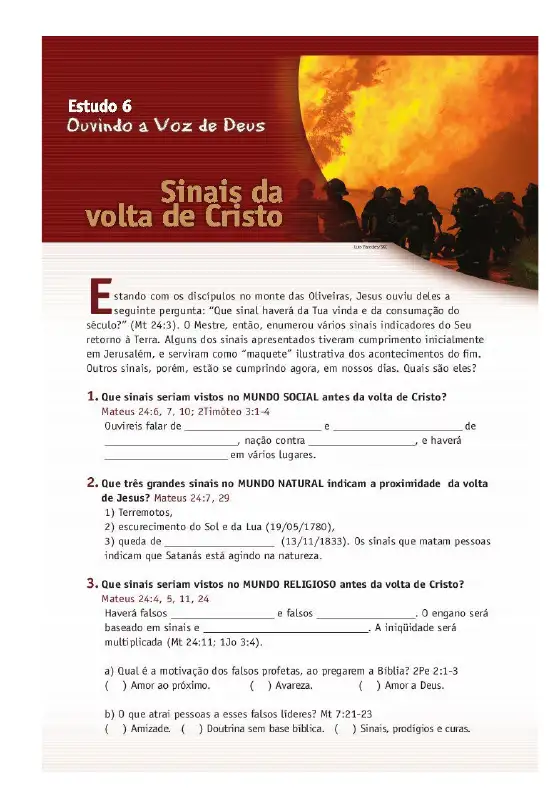 Estudo 6
Ouvindo a Voz de Deus
Sinais da
volta de Cristo
Estando com os discípulos no monte das Oliveiras, Jesus ouviu deles a
seguinte pergunta: “Que sinal haverá da Tua vinda e da consumação do
século?” (Mt 24:3). O Mestre, então, enumerou vários sinais indicadores do Seu
retorno à Terra. Alguns dos sinais apresentados tiveram cumprimento inicialmente
em Jerusalém, e serviram como “maquete” ilustrativa dos acontecimentos do fim.
Outros sinais, porém, estão se cumprindo agora, em nossos dias. Quais são eles?
1. Que sinais seriam vistos no MUNDO SOCIAL antes da volta de Cristo?
Mateus 24:6, 7, 10; 2Timóteo 3:1-4
Ouvireis falar de ____________ e ____________ de
____________, nação contra ____________, e haverá
____________ em vários lugares.
2. Que três grandes sinais no MUNDO NATURAL indicam a proximidade da volta
de Jesus? Mateus 24:7, 29
1) Terremotos,
2) escurecimento do Sol e da Lua (19/05/1780),
3) queda de ____________ (13/11/1833). Os sinais que matam pessoas
indicam que Satanás está agindo na natureza.
3. Que sinais seriam vistos no MUNDO RELIGIOSO antes da volta de Cristo?
Mateus 24:4, 5, 11, 24
Haverá falsos ____________ e falsos ____________. O engano será
baseado em sinais e ____________. A iniqüidade será
multiplicada (Mt 24:11; 1Jo 3:4).
a) Qual é a motivação dos falsos profetas, ao pregarem a Bíblia? 2Pe 2:1-3
( ) Amor ao próximo. ( ) Avareza. ( ) Amor a Deus.
b) O que atrai pessoas a esses falsos líderes? Mt 7:21-23
( ) Amizade. ( ) Doutrina sem base bíblica. ( ) Sinais, prodígios e curas.